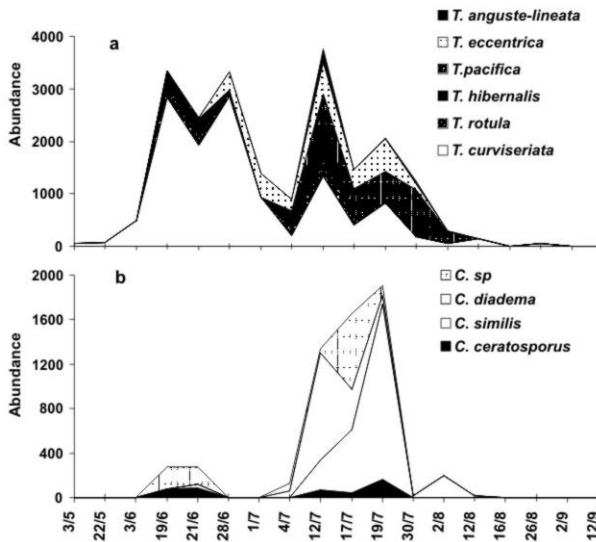 a
T. anguste-lineata
T. eccentrica
T.pacifica
T. hibernalis
T. rotula
T. curviseriata
Abundance
4000
3000
2000
1000
0
b
C. sp
C. diadema
C. similis
C. ceratosporus
Abundance
2000
1600
1200
800
400
0
3/5
22/5
3/6
19/6
21/6
28/6
1/7
4/7
12/7
17/7
19/7
30/7
2/8
12/8
16/8
26/8
2/9
12/9